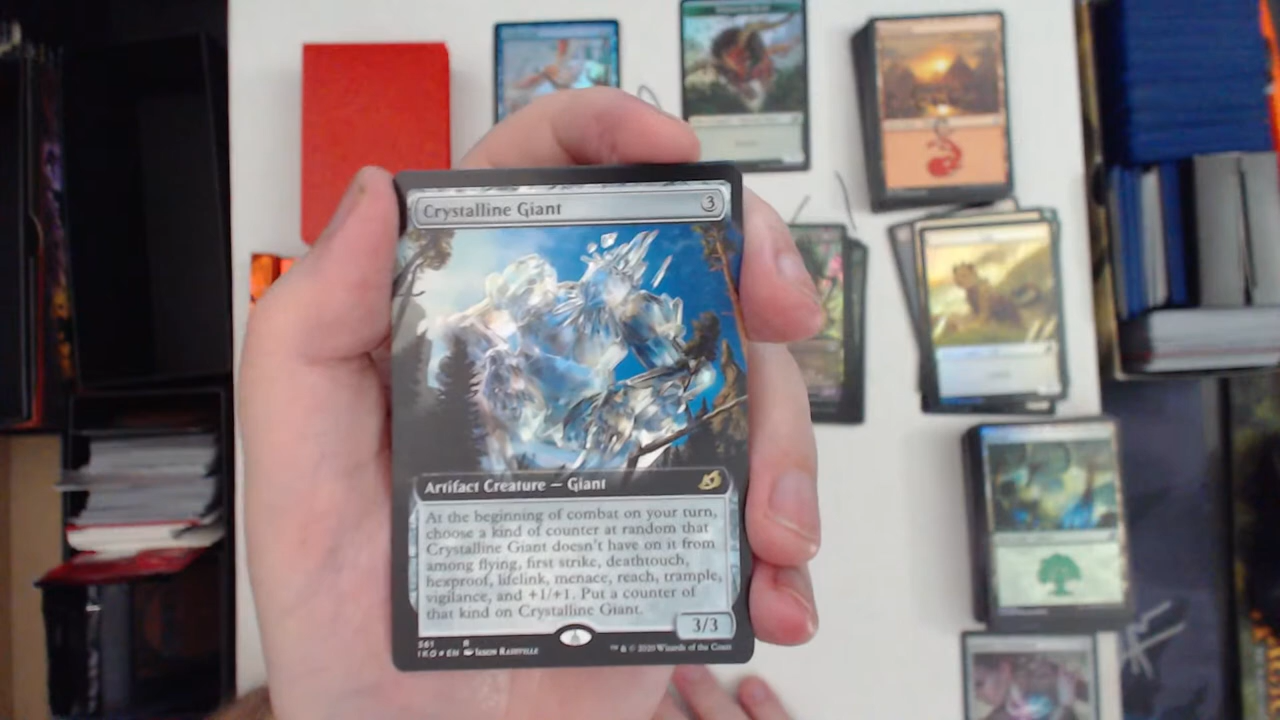 Crystalline Giant 3
Artifact Creature — Giant
At the beginning of combat on your turn,
choose a kind of counter at random that
Crystalline Giant doesn't have on it from
among flying, first strike, deathtouch,
hexproof, lifelink, menace, reach, trample,
vigilance, and +1/+1. Put a counter of
that kind on Crystalline Giant.
3/3
361 R
IKO ★ EN Jason Rainville
™ & © 2020 Wizards of the Coast